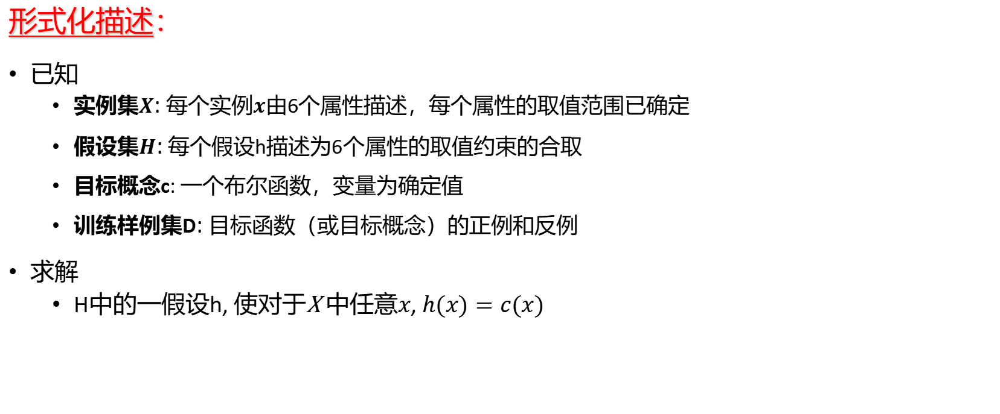 形式化描述：
• 已知
• 实例集X: 每个实例x由6个属性描述，每个属性的取值范围已确定
• 假设集H: 每个假设h描述为6个属性的取值约束的合取
• 目标概念c: 一个布尔函数，变量为确定值
• 训练样例集D: 目标函数（或目标概念）的正例和反例
• 求解
• H中的一假设h, 使对于X中任意x, h(x) = c(x)